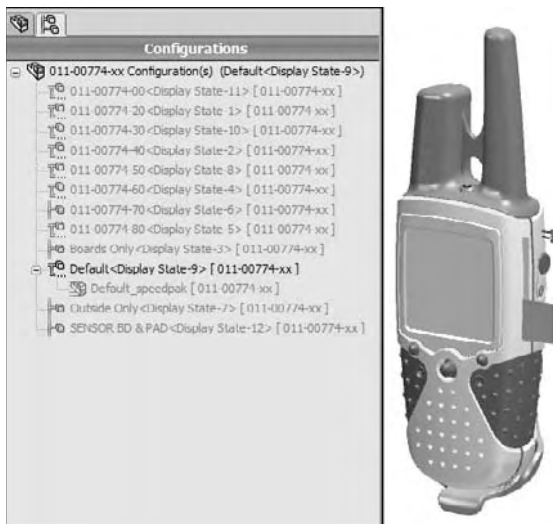 Configurations
011-00774-xx Configuration(s) (Default<Display State-9>)
011-00774-00<Display State-11> [ 011-00774-xx ]
011-00774-20<Display State-1> [ 011-00774-xx ]
011-00774-30<Display State-10> [ 011-00774-xx ]
011-00774-40<Display State-2> [ 011-00774-xx ]
011-00774-50<Display State-8> [ 011-00774-xx ]
011-00774-60<Display State-4> [ 011-00774-xx ]
011-00774-70<Display State-6> [ 011-00774-xx ]
011-00774-80<Display State-5> [ 011-00774-xx ]
Boards Only<Display State-3> [ 011-00774-xx ]
Default<Display State-9> [ 011-00774-xx ]
Default_speedpak [ 011-00774-xx ]
Outside Only<Display State-7> [ 011-00774-xx ]
SENSOR BD & PAD<Display State-12> [ 011-00774-xx ]